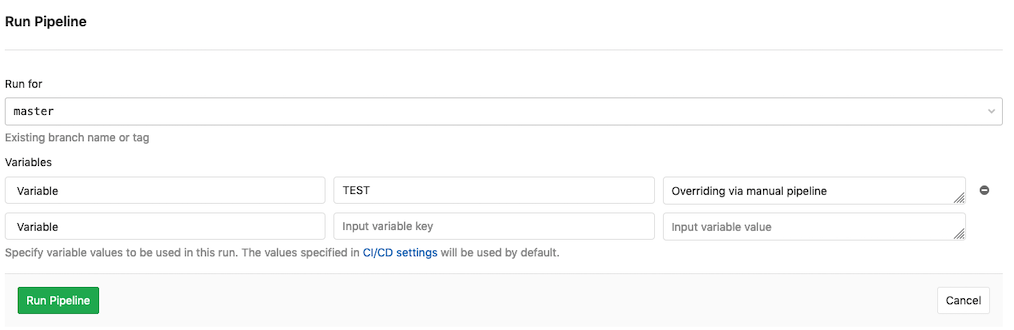 Run Pipeline
Run for
master
Existing branch name or tag
Variables
Variable TEST Overriding via manual pipeline
Variable Input variable key Input variable value
Specify variable values to be used in this run. The values specified in CI/CD settings will be used by default.
Run Pipeline Cancel